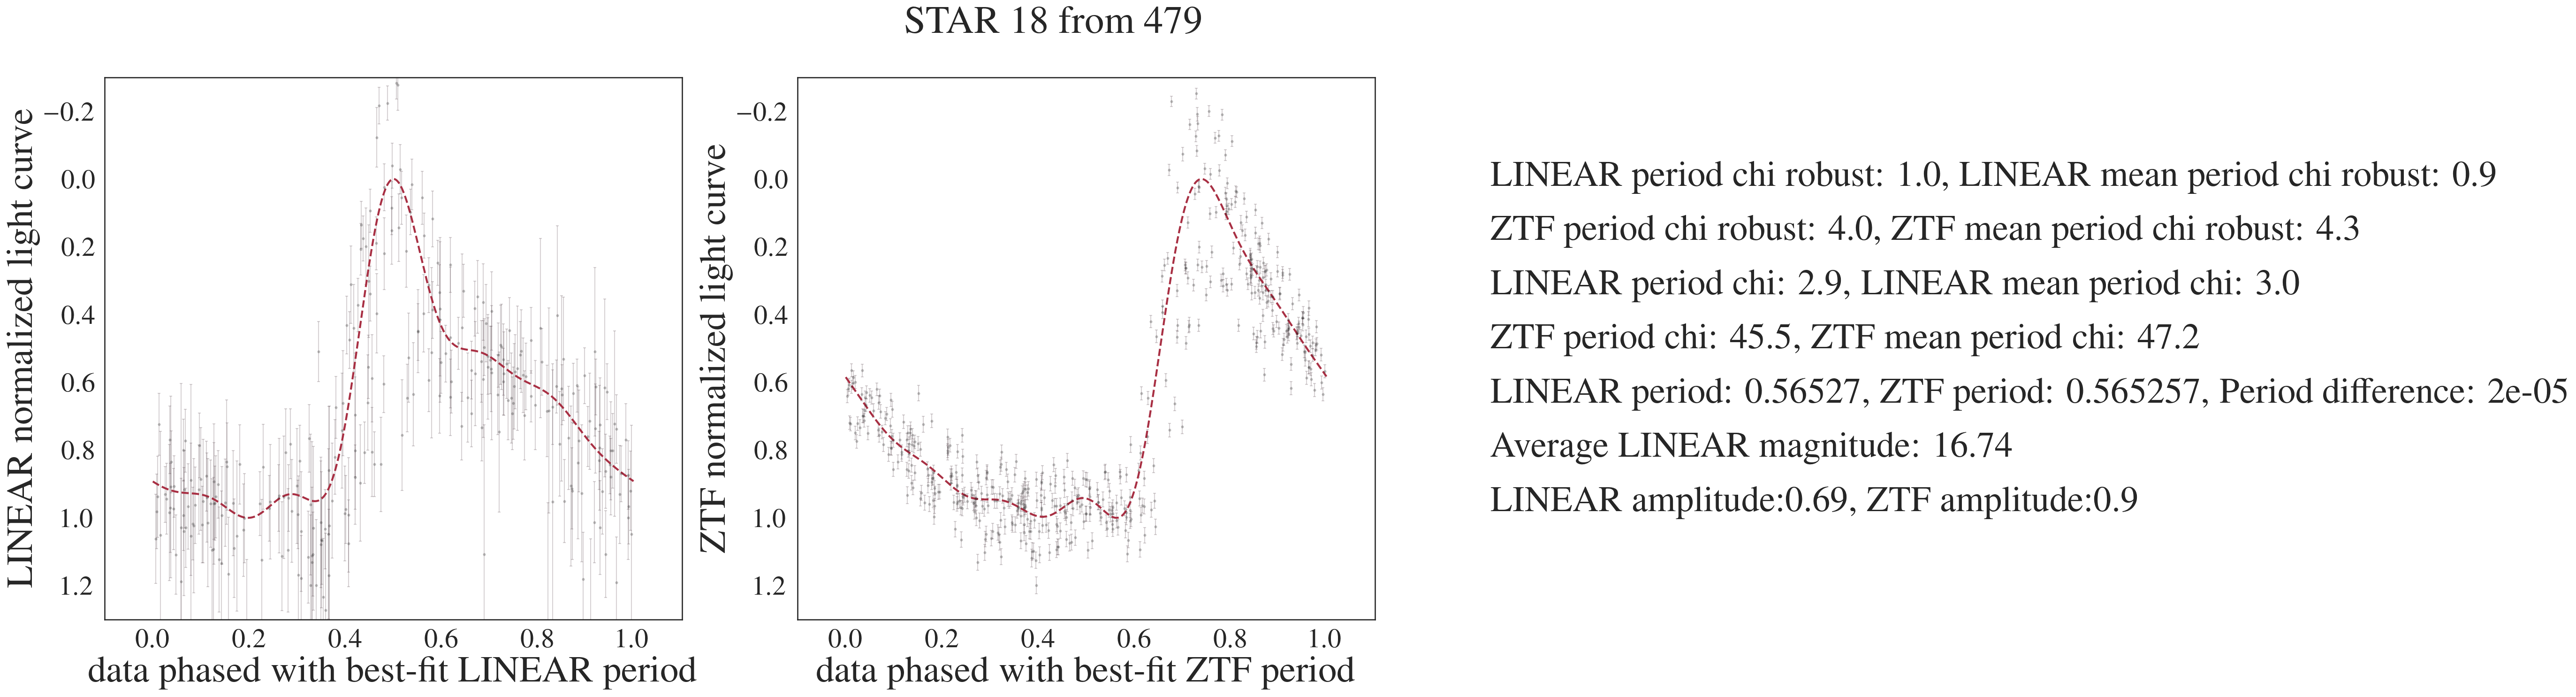 STAR 18 from 479
LINEAR normalized light curve
−0.2
0.0
0.2
0.4
0.6
0.8
1.0
1.2
0.0 0.2 0.4 0.6 0.8 1.0
data phased with best-fit LINEAR period
ZTF normalized light curve
−0.2
0.0
0.2
0.4
0.6
0.8
1.0
1.2
0.0 0.2 0.4 0.6 0.8 1.0
data phased with best-fit ZTF period
LINEAR period chi robust: 1.0, LINEAR mean period chi robust: 0.9
ZTF period chi robust: 4.0, ZTF mean period chi robust: 4.3
LINEAR period chi: 2.9, LINEAR mean period chi: 3.0
ZTF period chi: 45.5, ZTF mean period chi: 47.2
LINEAR period: 0.56527, ZTF period: 0.565257, Period difference: 2e-05
Average LINEAR magnitude: 16.74
LINEAR amplitude:0.69, ZTF amplitude:0.9